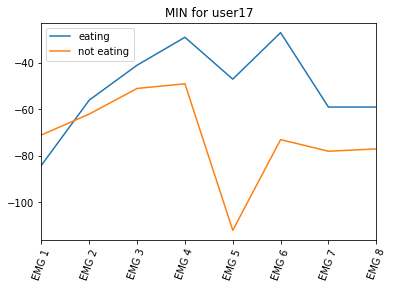 MIN for user17
eating
not eating
−40
−60
−80
−100
EMG 1
EMG 2
EMG 3
EMG 4
EMG 5
EMG 6
EMG 7
EMG 8